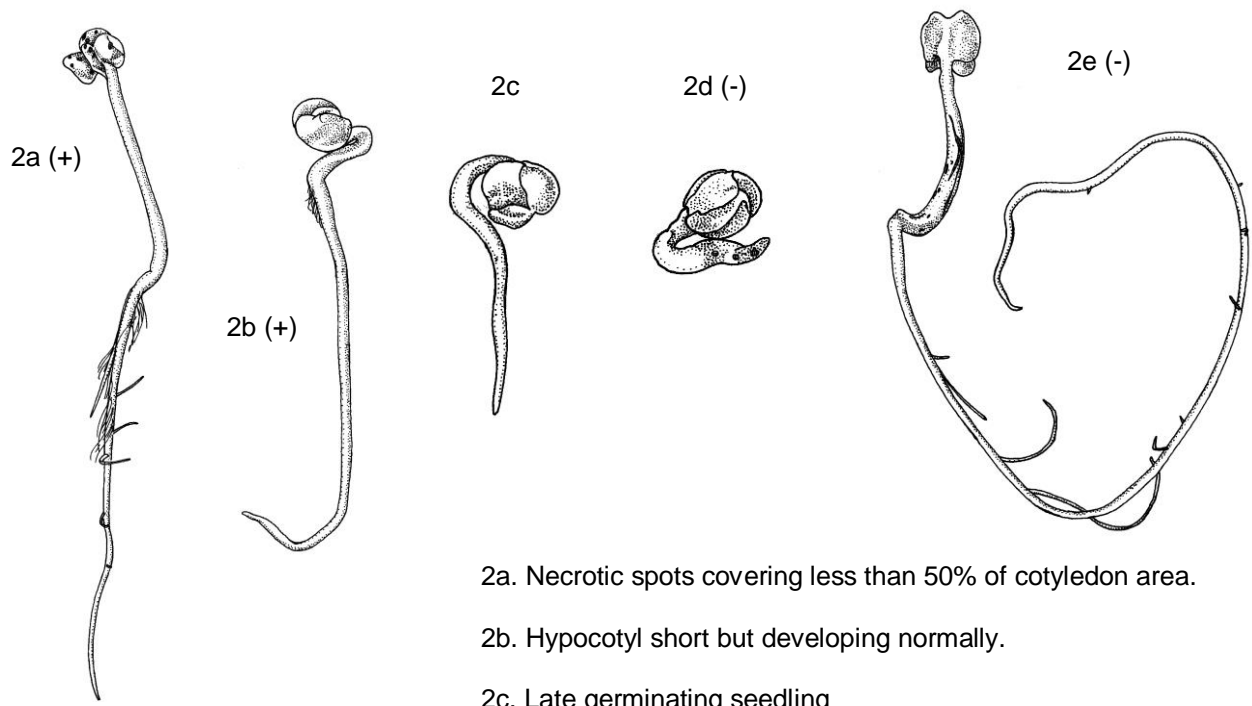 2a (+)
2b (+)
2c
2d (-)
2e (-)
2a. Necrotic spots covering less than 50% of cotyledon area.
2b. Hypocotyl short but developing normally.
2c. Late germinating seedling